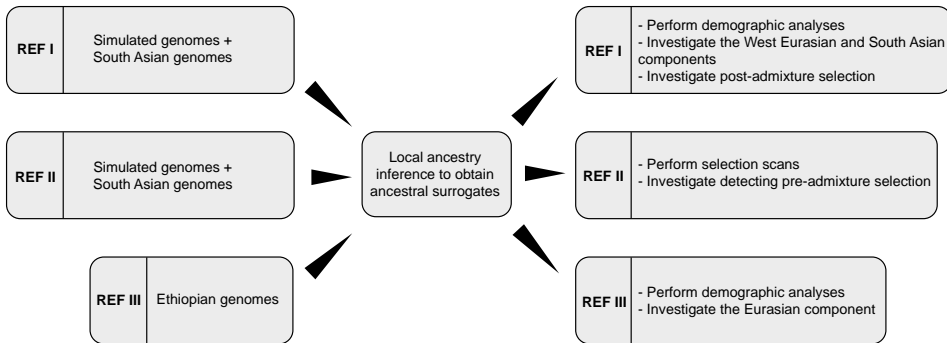 REF I
Simulated genomes +
South Asian genomes
REF II
Simulated genomes +
South Asian genomes
REF III
Ethiopian genomes
Local ancestry
inference to obtain
ancestral surrogates
REF I
- Perform demographic analyses
- Investigate the West Eurasian and South Asian
components
- Investigate post-admixture selection
REF II
- Perform selection scans
- Investigate detecting pre-admixture selection
REF III
- Perform demographic analyses
- Investigate the Eurasian component